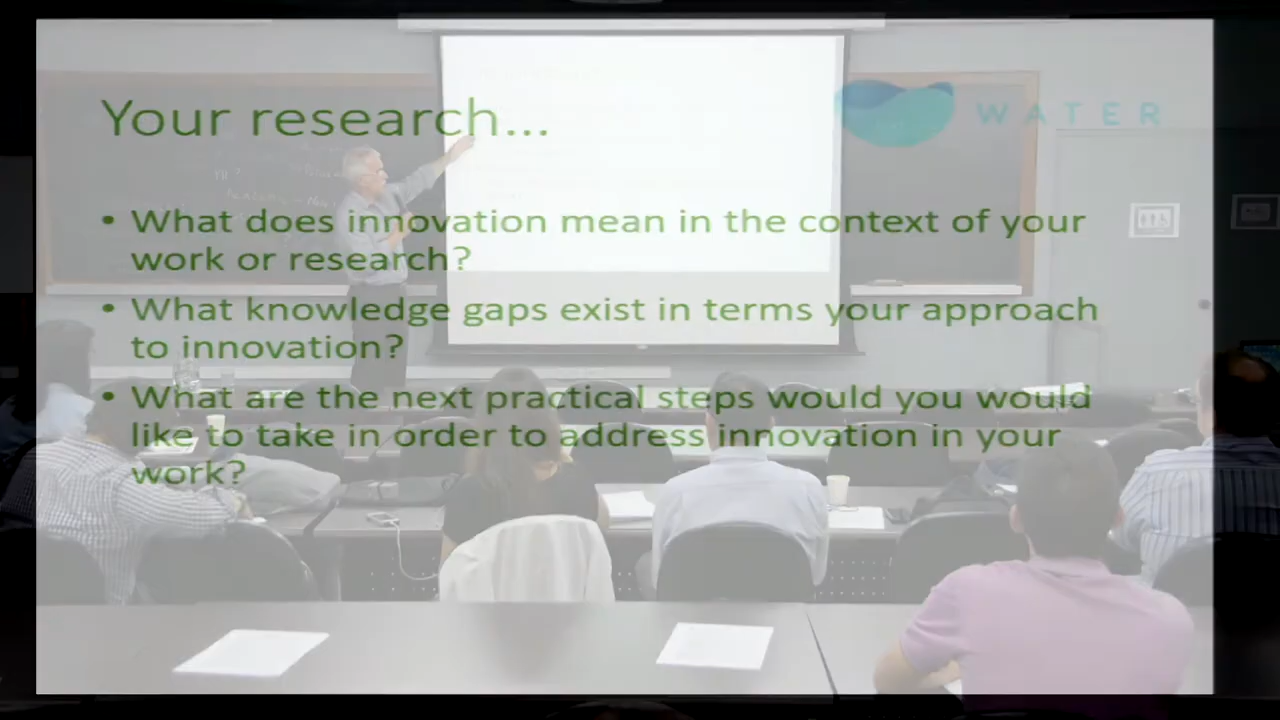 Your research...
WATER
• What does innovation mean in the context of your
work or research?
• What knowledge gaps exist in terms your approach
to innovation?
• What are the next practical steps would you would
like to take in order to address innovation in your
work?